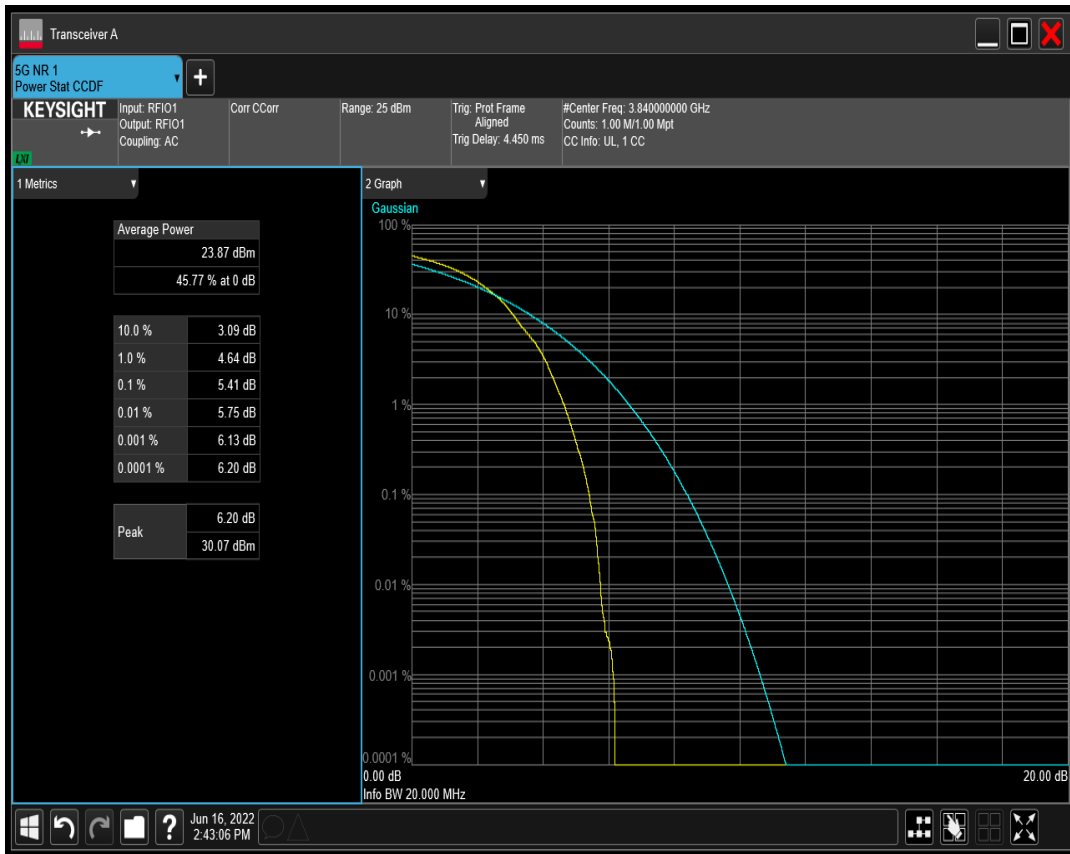 Transceiver A
5G NR 1
Power Stat CCDF
+
KEYSIGHT
LXI
Input: RFIO1
Output: RFIO1
Coupling: AC
Corr CCorr
Range: 25 dBm
Trig: Prot Frame
Aligned
Trig Delay: 4.450 ms
#Center Freq: 3.840000000 GHz
Counts: 1.00 M/1.00 Mpt
CC Info: UL, 1 CC
1 Metrics
Average Power
23.87 dBm
45.77 % at 0 dB
10.0 % 3.09 dB
1.0 % 4.64 dB
0.1 % 5.41 dB
0.01 % 5.75 dB
0.001 % 6.13 dB
0.0001 % 6.20 dB
Peak
6.20 dB
30.07 dBm
2 Graph
Gaussian
100 %
10 %
1 %
0.1 %
0.01 %
0.001 %
0.0001 %
0.00 dB 20.00 dB
Info BW 20.000 MHz
?
Jun 16, 2022
2:43:06 PM